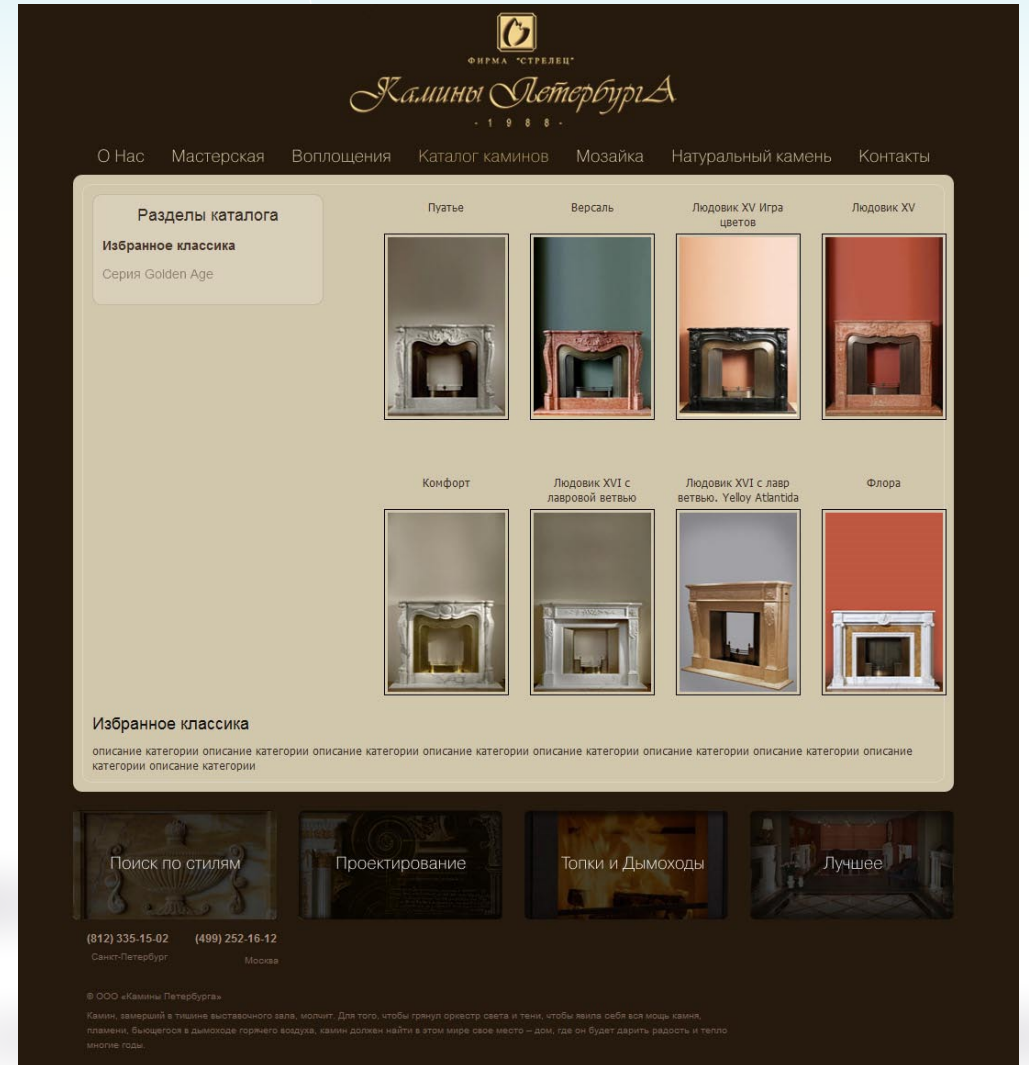 ФИРМА "СТРЕЛЕЦ"
Камины ПетербургА
- 1 9 8 8 -
О Нас Мастерская Воплощения Каталог каминов Мозайка Натуральный камень Контакты
Разделы каталога
Избранное классика
Серия Golden Age
Пуатье Версаль Людовик XV Игра Людовик XV
цветов
Комфорт Людовик XVI с Людовик XVI с лавр Флора
лавровой ветвью ветвью. Yelloy Atlantida
Избранное классика
описание категории описание категории описание категории описание категории описание категории описание категории описание категории описание
категории описание категории
Поиск по стилям Проектирование Топки и Дымоходы Лучшее
(812) 335-15-02 (499) 252-16-12
Санкт-Петербург Москва
© ООО «Камины Петербурга»
Камин, замерший в тишине выставочного зала, молчит. Для того, чтобы грянул оркестр света и тени, чтобы явила себя вся мощь камня,
пламени, бьющегося в дымоходе горячего воздуха, камин должен найти в этом мире свое место – дом, где он будет дарить радость и тепло
многие годы.